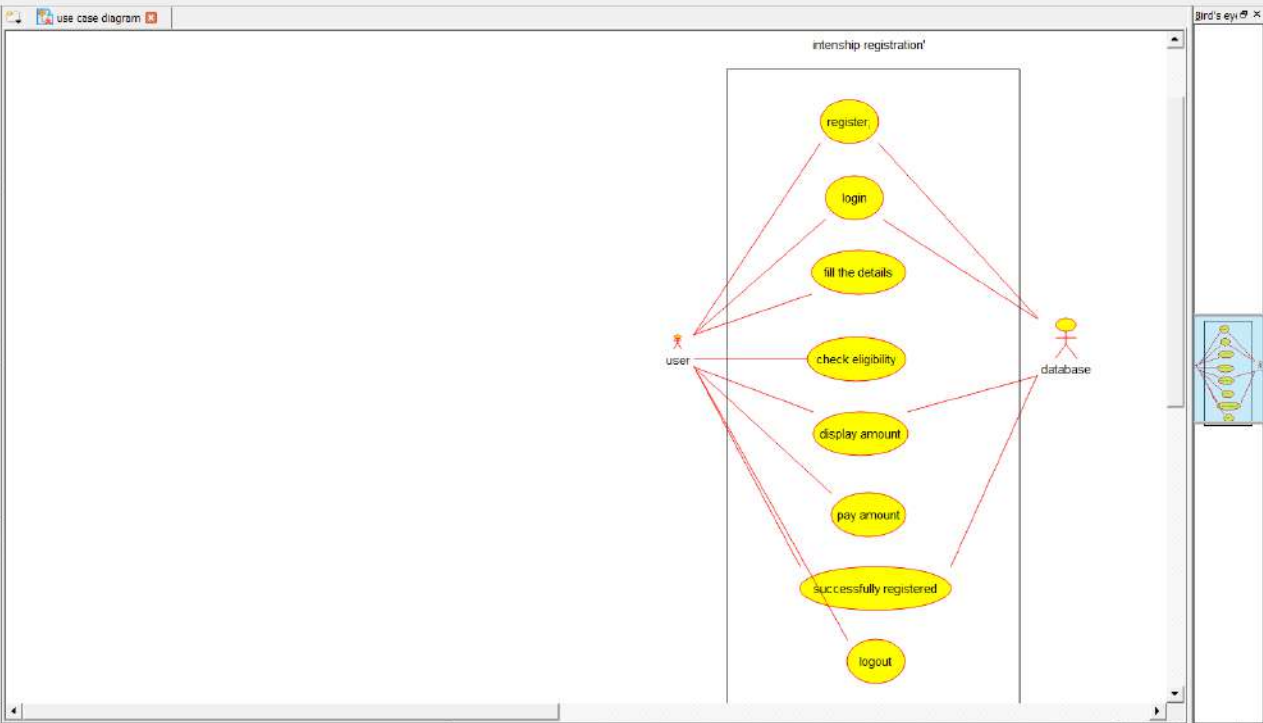 use case diagram
Bird's eye
intenship registration'
register;
login
fill the details
check eligibility
user
database
display amount
pay amount
successfully registered
logout